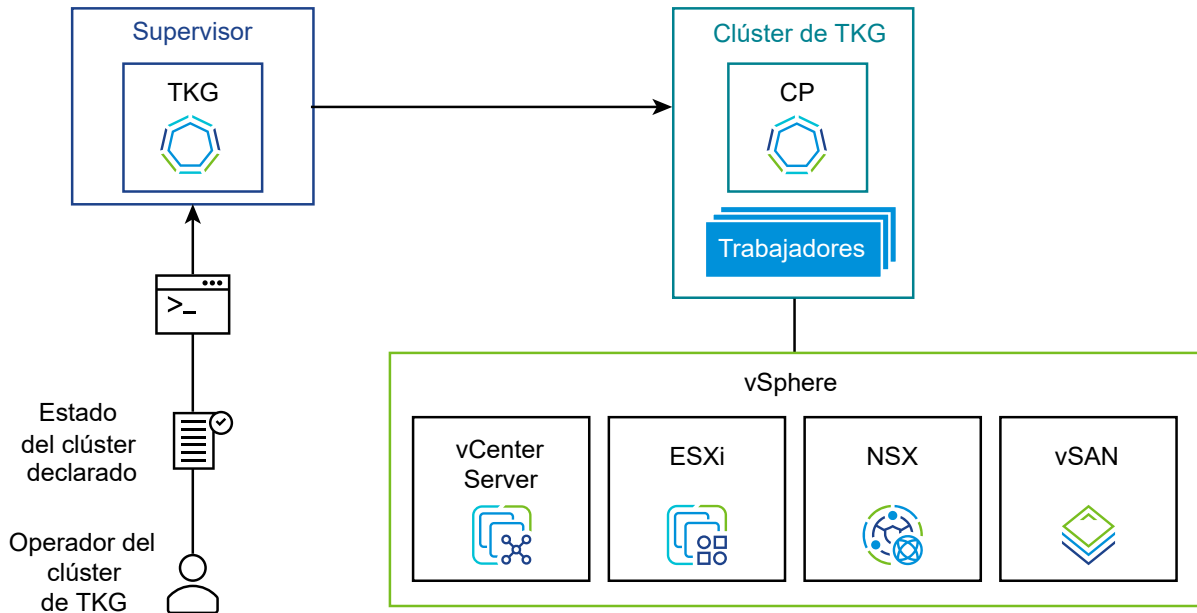 Supervisor
TKG
Clúster de TKG
CP
Trabajadores
>_
Estado
del clúster
declarado
Operador del
clúster
de TKG
vSphere
vCenter
Server
ESXi
NSX
vSAN